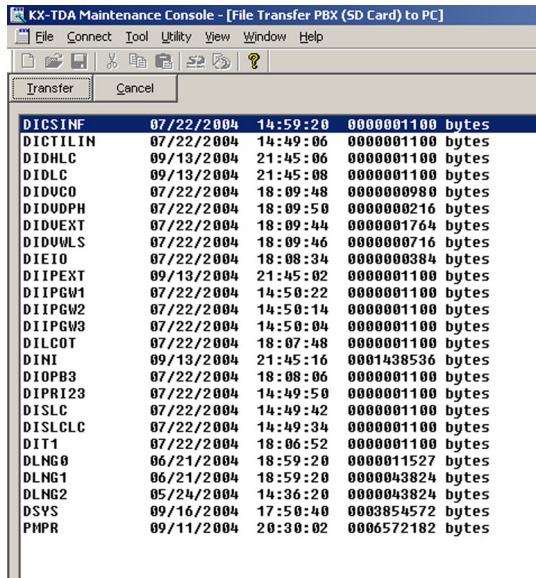 KX-TDA Maintenance Console - [File Transfer PBX (SD Card) to PC]
File Connect Tool Utility View Window Help
Transfer Cancel
DICSINF 07/22/2004 14:59:20 0000001100 bytes
DICTILIN 07/22/2004 14:49:06 0000001100 bytes
DIDHLC 09/13/2004 21:45:06 0000001100 bytes
DIDLC 09/13/2004 21:45:08 0000001100 bytes
DIDVCO 07/22/2004 18:09:48 0000000980 bytes
DIDVDPH 07/22/2004 18:09:50 0000000216 bytes
DIDVEXT 07/22/2004 18:09:44 0000001764 bytes
DIDVWLS 07/22/2004 18:09:46 0000000716 bytes
DIEIO 07/22/2004 18:08:34 0000000384 bytes
DIIPEXT 09/13/2004 21:45:02 0000001100 bytes
DIIPGW1 07/22/2004 14:50:22 0000001100 bytes
DIIPGW2 07/22/2004 14:50:14 0000001100 bytes
DIIPGW3 07/22/2004 14:50:04 0000001100 bytes
DILCOT 07/22/2004 18:07:48 0000001100 bytes
DINI 09/13/2004 21:45:16 0001438536 bytes
DIOPB3 07/22/2004 18:08:06 0000001100 bytes
DIPRI23 07/22/2004 14:49:50 0000001100 bytes
DISLC 07/22/2004 14:49:42 0000001100 bytes
DISLCLC 07/22/2004 14:49:34 0000001100 bytes
DIT1 07/22/2004 18:06:52 0000001100 bytes
DLNG0 06/21/2004 18:59:20 0000011527 bytes
DLNG1 06/21/2004 18:59:20 0000043824 bytes
DLNG2 05/24/2004 14:36:20 0000043824 bytes
DSYS 09/16/2004 17:50:40 0003854572 bytes
PMPR 09/11/2004 20:30:02 0006572182 bytes